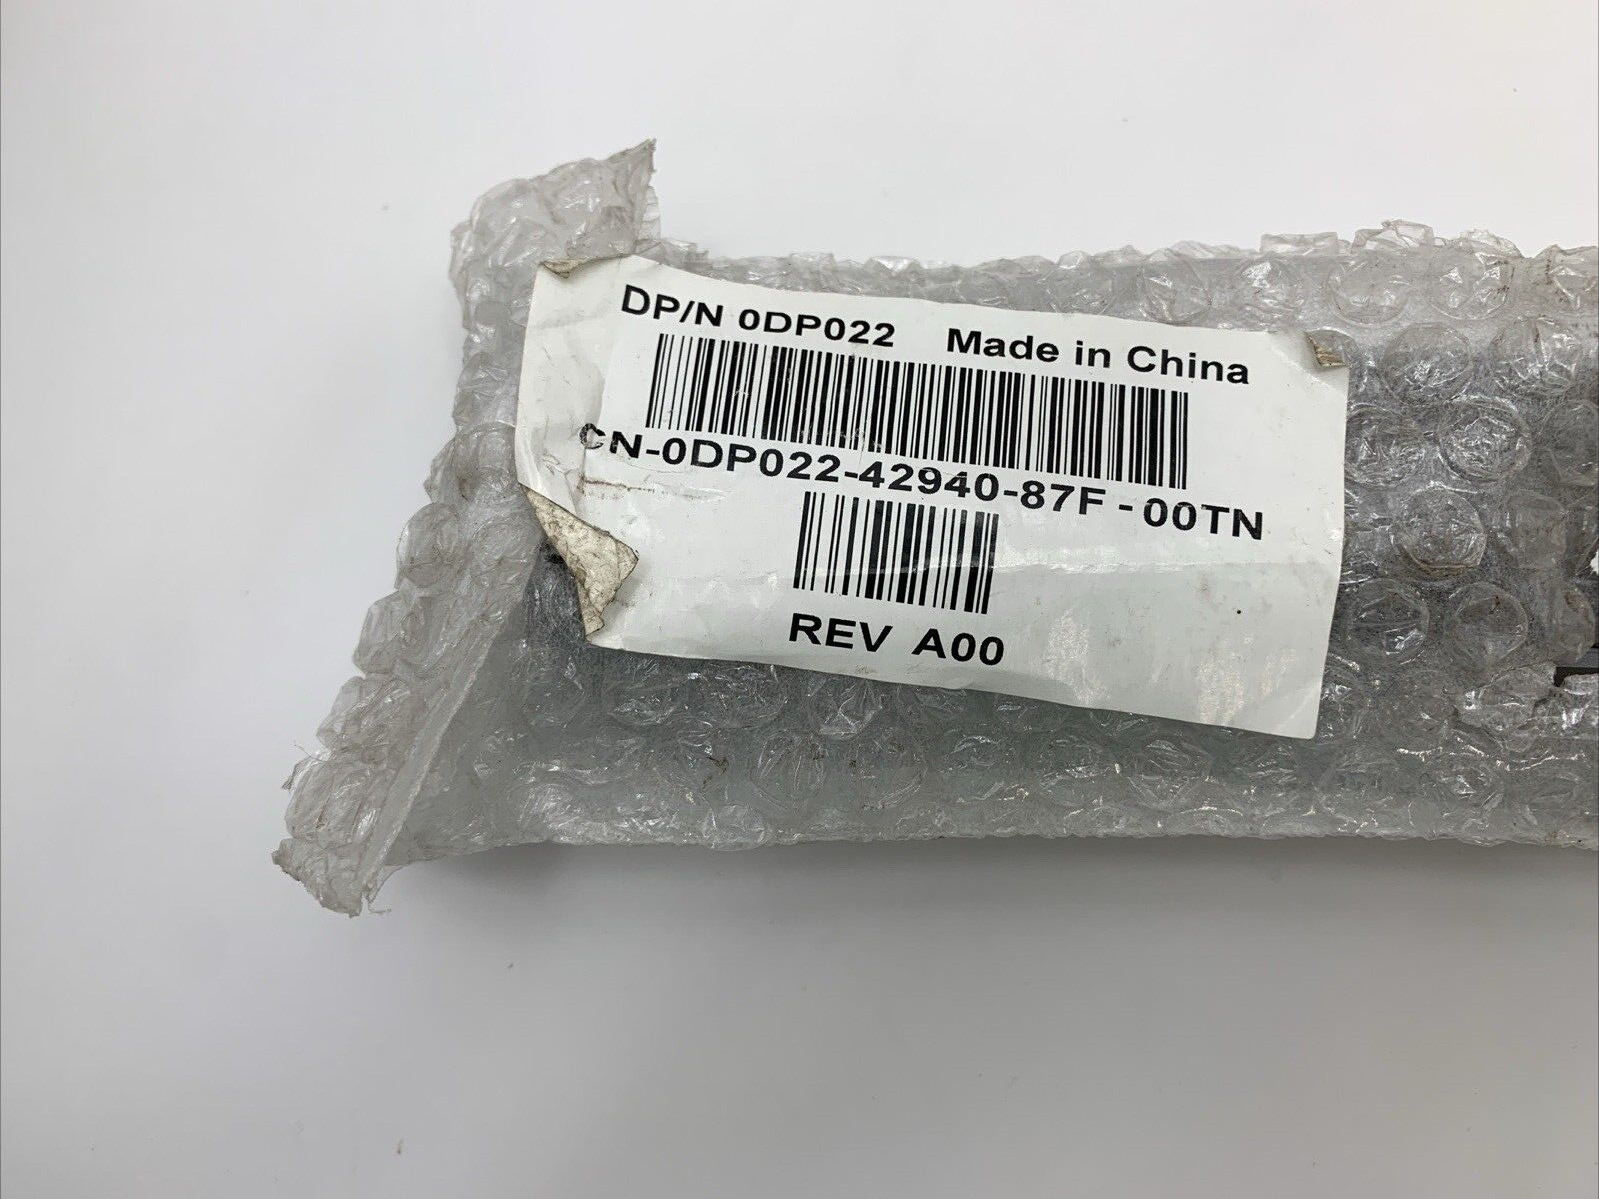 DP/N 0DP022 Made in China
CN-0DP022-42940-87F-00TN
REV A00